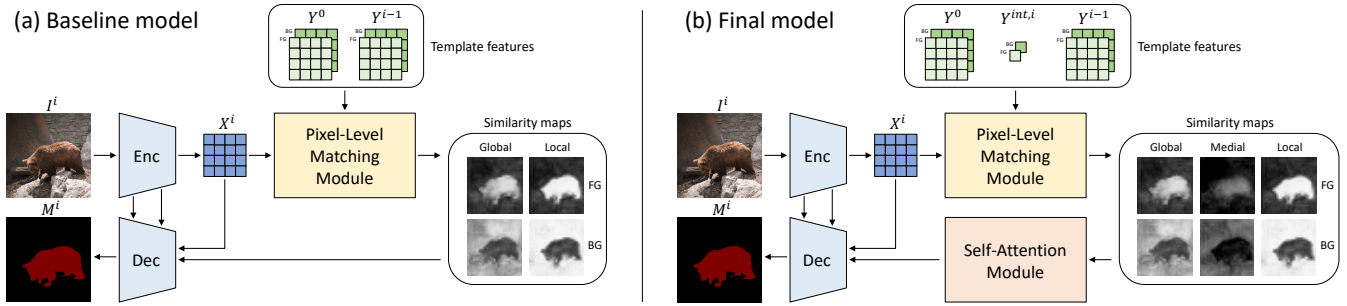 (a) Baseline model
Y^0 Y^{i-1}
BG BG
FG FG
Template features
I^i
Enc
X^i
Pixel-Level
Matching
Module
Similarity maps
Global Local
FG
BG
M^i
Dec
(b) Final model
Y^0 Y^{int,i} Y^{i-1}
BG BG BG
FG FG FG
Template features
I^i
Enc
X^i
Pixel-Level
Matching
Module
Similarity maps
Global Medial Local
FG
BG
M^i
Dec
Self-Attention
Module